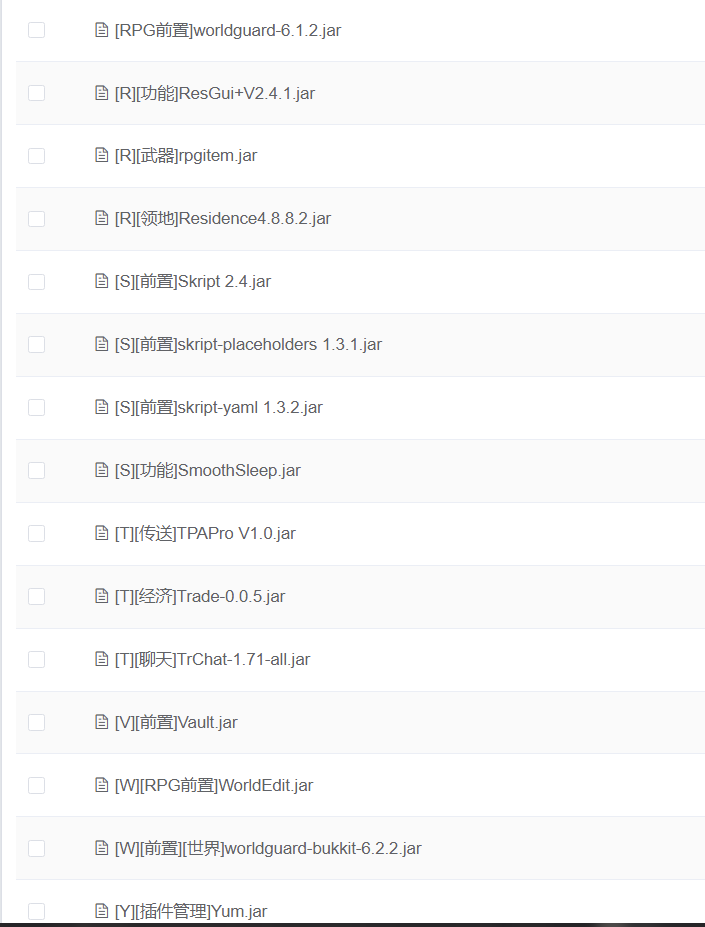 [RPG前置]worldguard-6.1.2.jar
[R][功能]ResGui+V2.4.1.jar
[R][武器]rpgitem.jar
[R][领地]Residence4.8.8.2.jar
[S][前置]Skript 2.4.jar
[S][前置]skript-placeholders 1.3.1.jar
[S][前置]skript-yaml 1.3.2.jar
[S][功能]SmoothSleep.jar
[T][传送]TPAPro V1.0.jar
[T][经济]Trade-0.0.5.jar
[T][聊天]TrChat-1.71-all.jar
[V][前置]Vault.jar
[W][RPG前置]WorldEdit.jar
[W][前置][世界]worldguard-bukkit-6.2.2.jar
[Y][插件管理]Yum.jar